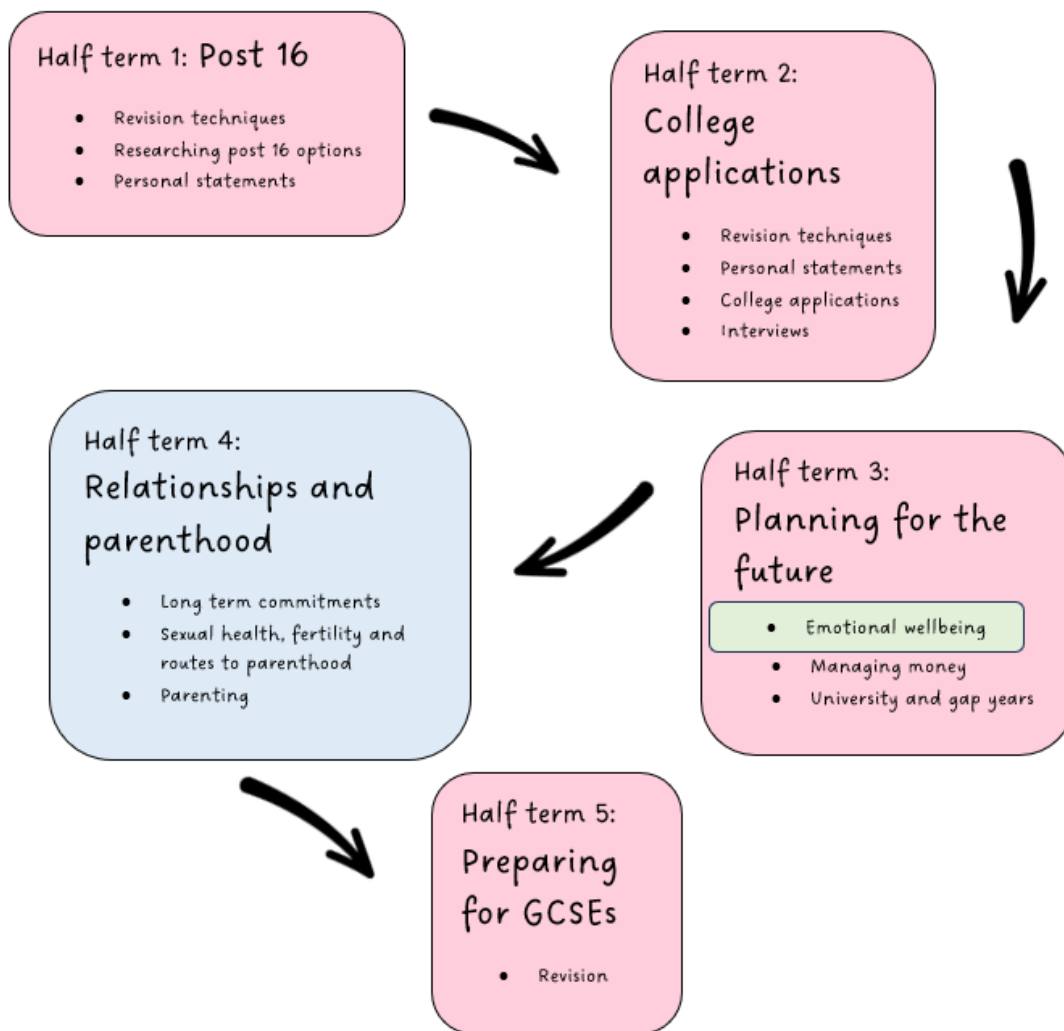 Half term 1: Post 16
● Revision techniques
● Researching post 16 options
● Personal statements
Half term 2:
College
applications
● Revision techniques
● Personal statements
● College applications
● Interviews
Half term 3:
Planning for the
future
● Emotional wellbeing
● Managing money
● University and gap years
Half term 4:
Relationships and
parenthood
● Long term commitments
● Sexual health, fertility and
routes to parenthood
● Parenting
Half term 5:
Preparing
for GCSEs
● Revision